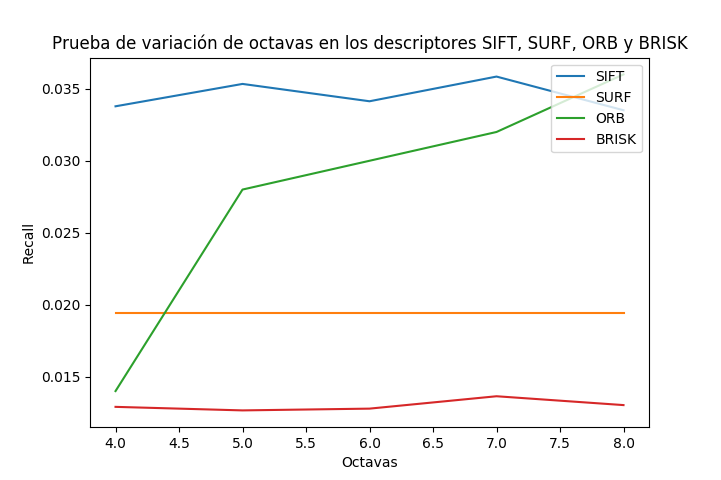 Prueba de variación de octavas en los descriptores SIFT, SURF, ORB y BRISK
SIFT
SURF
ORB
BRISK
0.035
0.030
0.025
0.020
0.015
Recall
4.0 4.5 5.0 5.5 6.0 6.5 7.0 7.5 8.0
Octavas